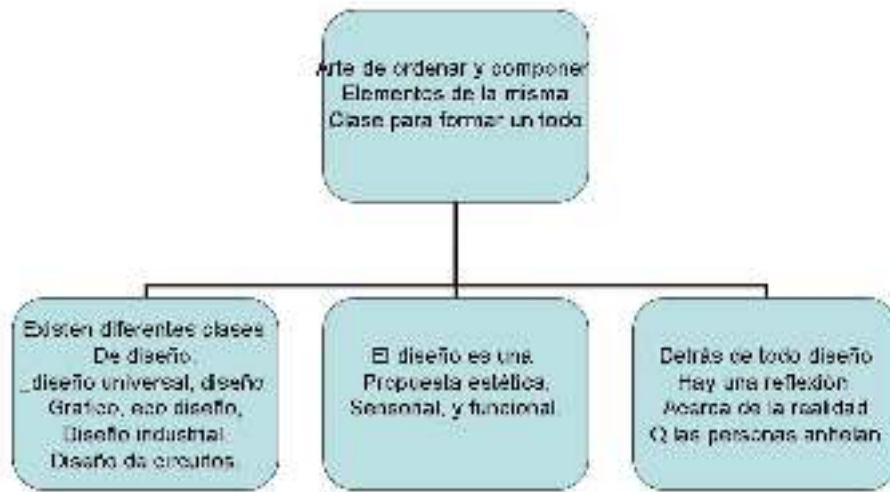 Arte de ordenar y componer
Elementos de la misma
Clase para formar un todo
Existen diferentes clases
De diseño.
_diseño universal, diseño
Grafico, eco diseño,
Diseño industrial
Diseño de circuitos.
El diseño es una
Propuesta estética,
Sensorial, y funcional.
Detrás de todo diseño
Hay una reflexión
Acerca de la realidad
Q las personas anhelan